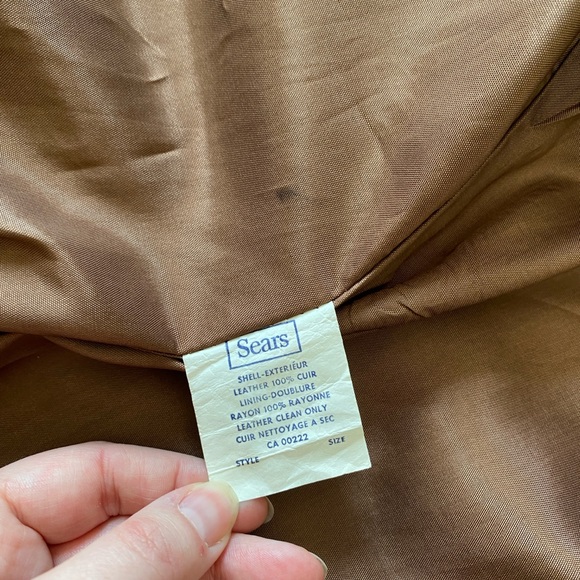 Sears
SHELL-EXTERIEUR
LEATHER 100% CUIR
LINING-DOUBLURE
RAYON 100% RAYONNE
LEATHER CLEAN ONLY
CUIR NETTOYAGE A SEC
CA 00222
STYLE SIZE